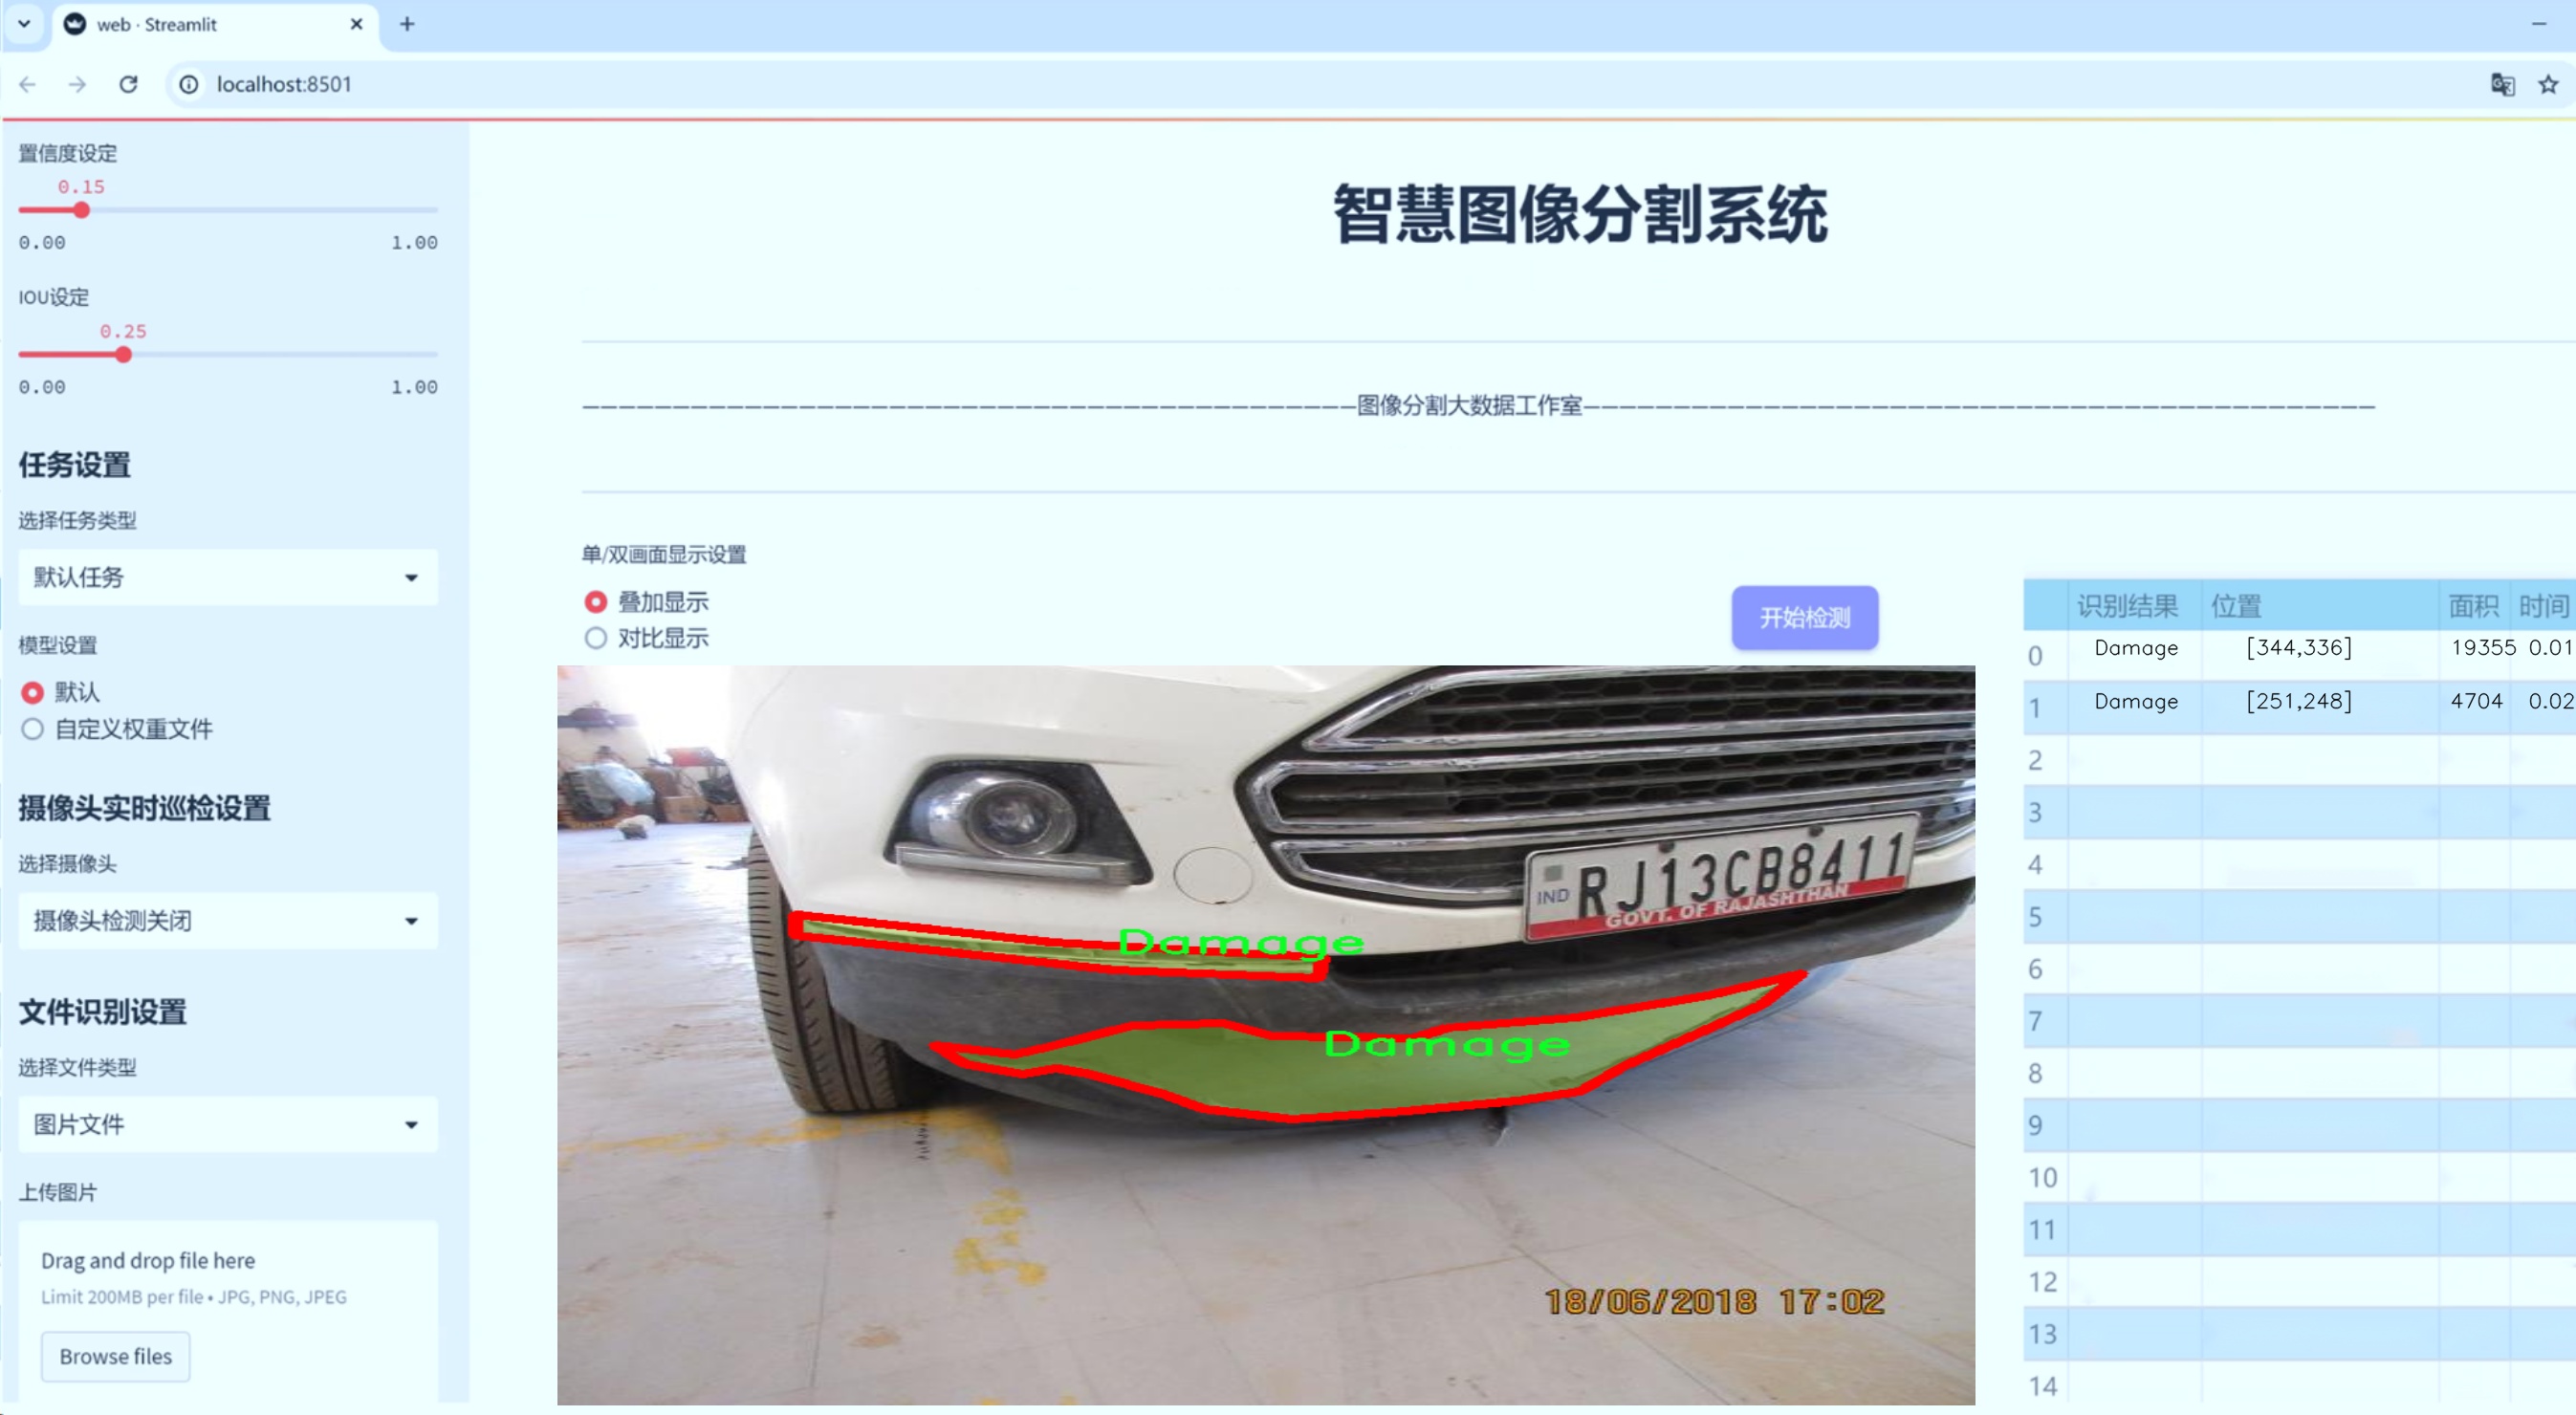 web · Streamlit
localhost:8501
置信度设定
0.15
0.00 1.00
IOU设定
0.25
0.00 1.00
任务设置
选择任务类型
默认任务
模型设置
默认
自定义权重文件
摄像头实时巡检设置
选择摄像头
摄像头检测关闭
文件识别设置
选择文件类型
图片文件
上传图片
Drag and drop file here
Limit 200MB per file • JPG, PNG, JPEG
Browse files
智慧图像分割系统
———————————————————————————————————————————图像分割大数据工作室————————————————————————————————————————————
单/双画面显示设置
叠加显示
对比显示
开始检测
Damage
Damage
IND RJ13CB8411
GOVT. OF RAJASHTHAN
18/06/2018 17:02
识别结果 位置 面积 时间
0 Damage [344,336] 19355 0.01
1 Damage [251,248] 4704 0.02
2
3
4
5
6
7
8
9
10
11
12
13
14